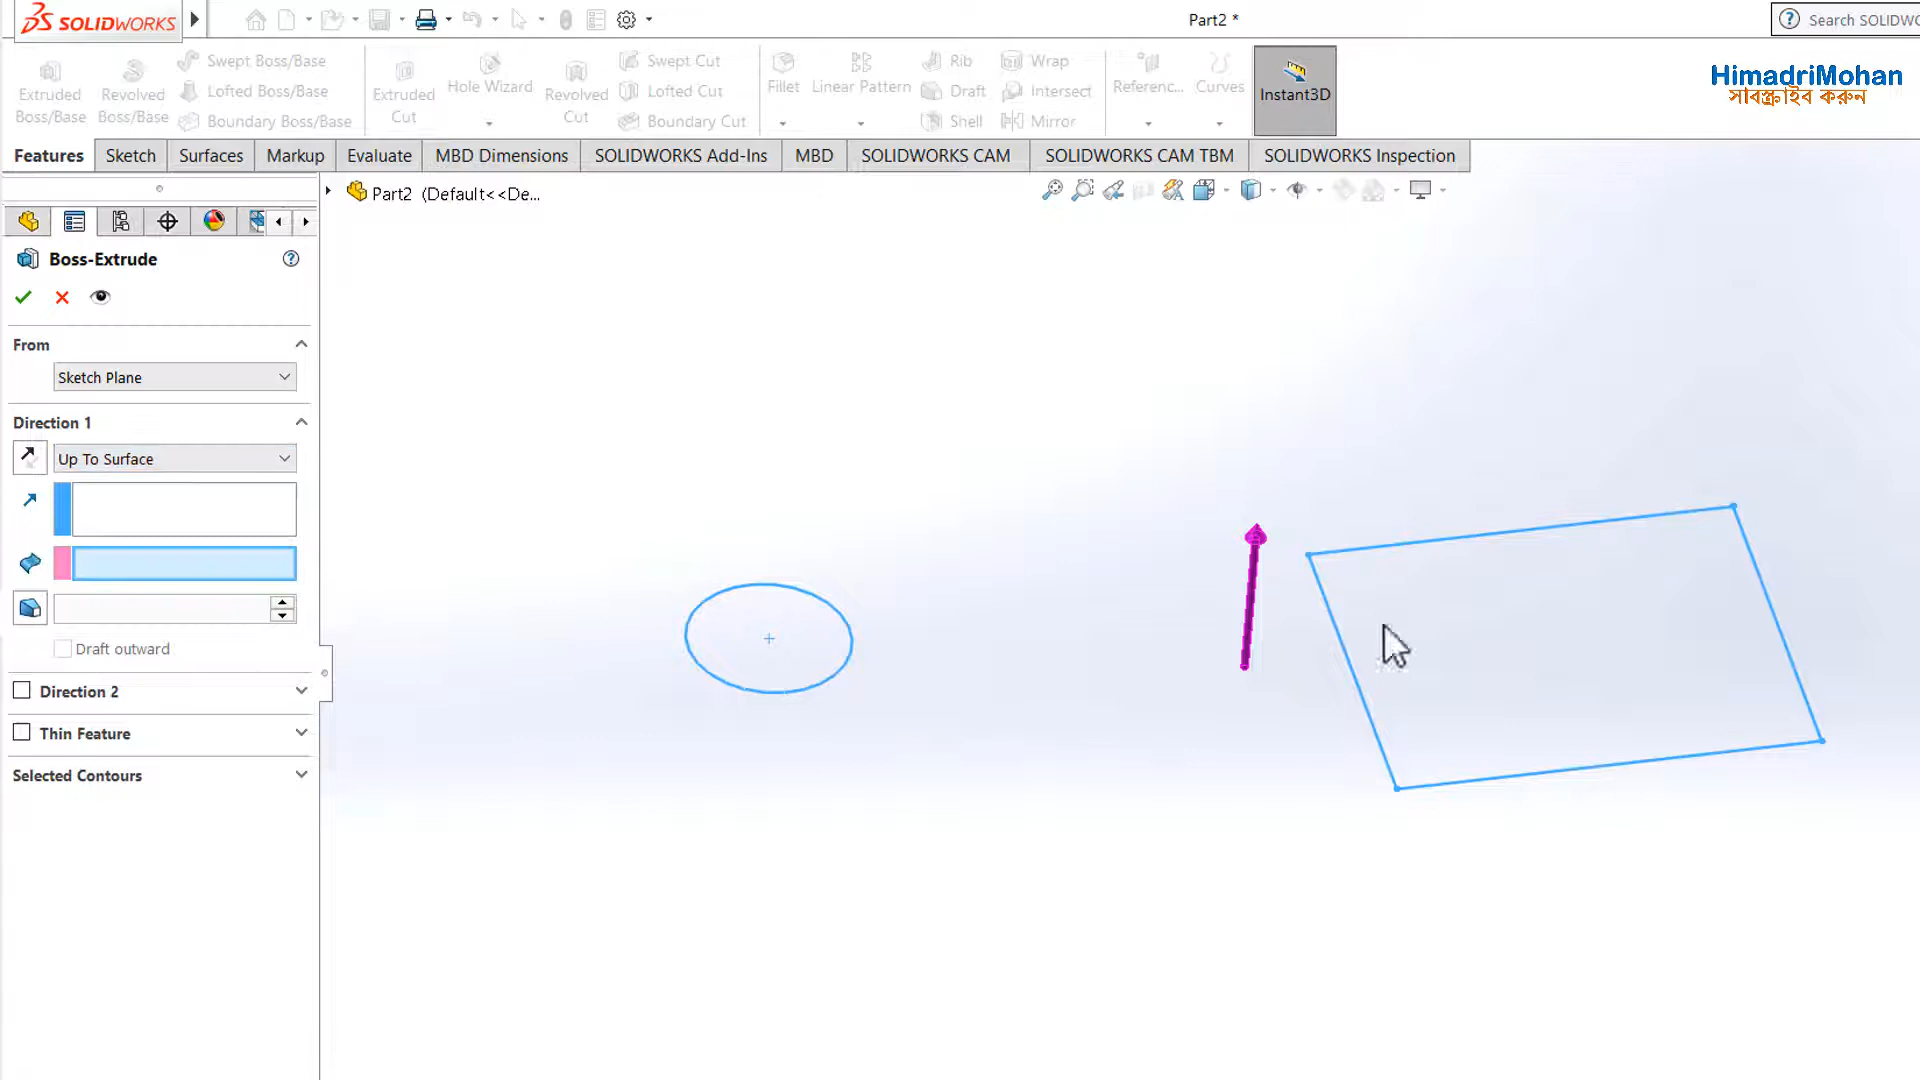 SOLIDWORKS
Part2 *
Search SOLIDWO
Extruded Boss/Base
Revolved Boss/Base
Swept Boss/Base
Lofted Boss/Base
Boundary Boss/Base
Extruded Cut
Hole Wizard
Revolved Cut
Swept Cut
Lofted Cut
Boundary Cut
Fillet
Linear Pattern
Rib
Draft
Shell
Wrap
Intersect
Mirror
Referenc...
Curves
Instant3D
HimadriMohan
সাবস্ক্রাইব করুন
Features
Sketch
Surfaces
Markup
Evaluate
MBD Dimensions
SOLIDWORKS Add-Ins
MBD
SOLIDWORKS CAM
SOLIDWORKS CAM TBM
SOLIDWORKS Inspection
Part2 (Default<<De...
Boss-Extrude
From
Sketch Plane
Direction 1
Up To Surface
Draft outward
Direction 2
Thin Feature
Selected Contours